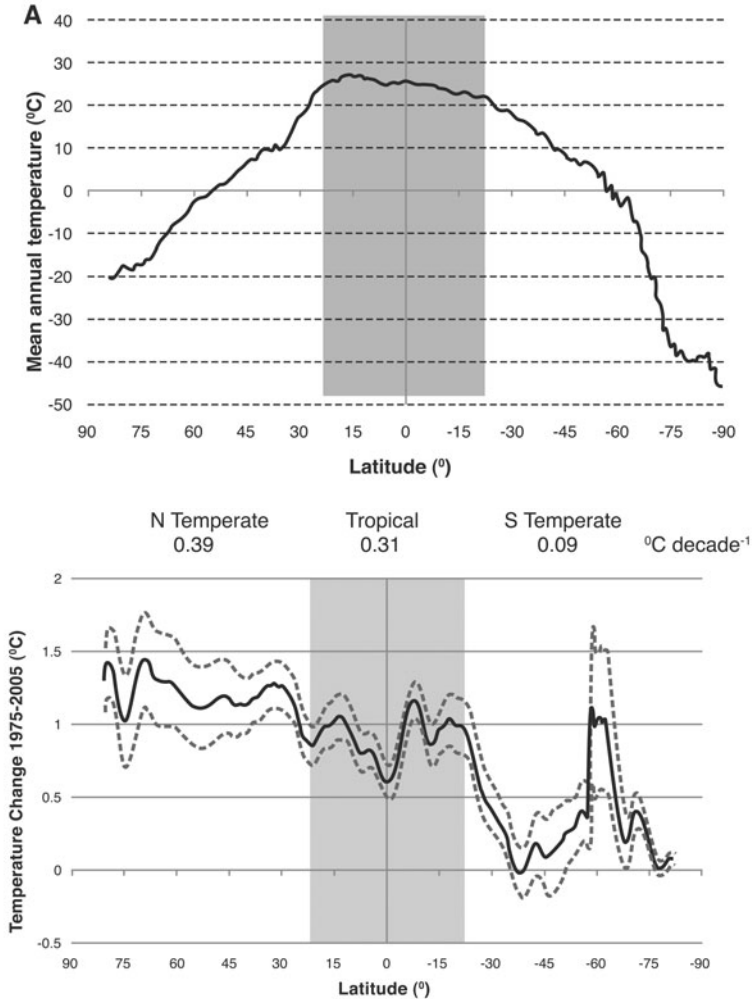 A
40
30
20
10
0
-10
-20
-30
-40
-50
Mean annual temperature (⁰C)
90 75 60 45 30 15 0 -15 -30 -45 -60 -75 -90
Latitude (⁰)
N Temperate Tropical S Temperate
0.39 0.31 0.09 ⁰C decade⁻¹
2
1.5
1
0.5
0
-0.5
Temperature Change 1975-2005 (⁰C)
90 75 60 45 30 15 0 -15 -30 -45 -60 -75 -90
Latitude (⁰)